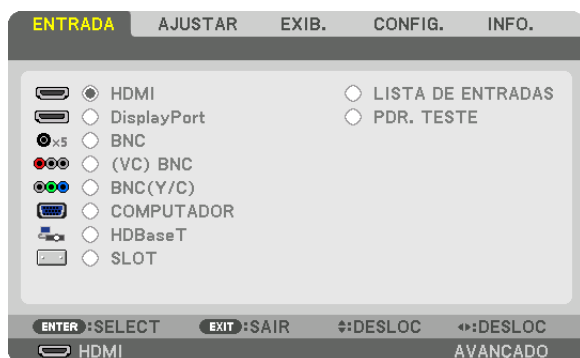 ENTRADA AJUSTAR EXIB. CONFIG. INFO.
HDMI LISTA DE ENTRADAS
DisplayPort PDR. TESTE
×5 BNC
(VC) BNC
BNC(Y/C)
COMPUTADOR
HDBaseT
SLOT
ENTER :SELECT EXIT :SAIR :DESLOC :DESLOC
HDMI AVANCADO